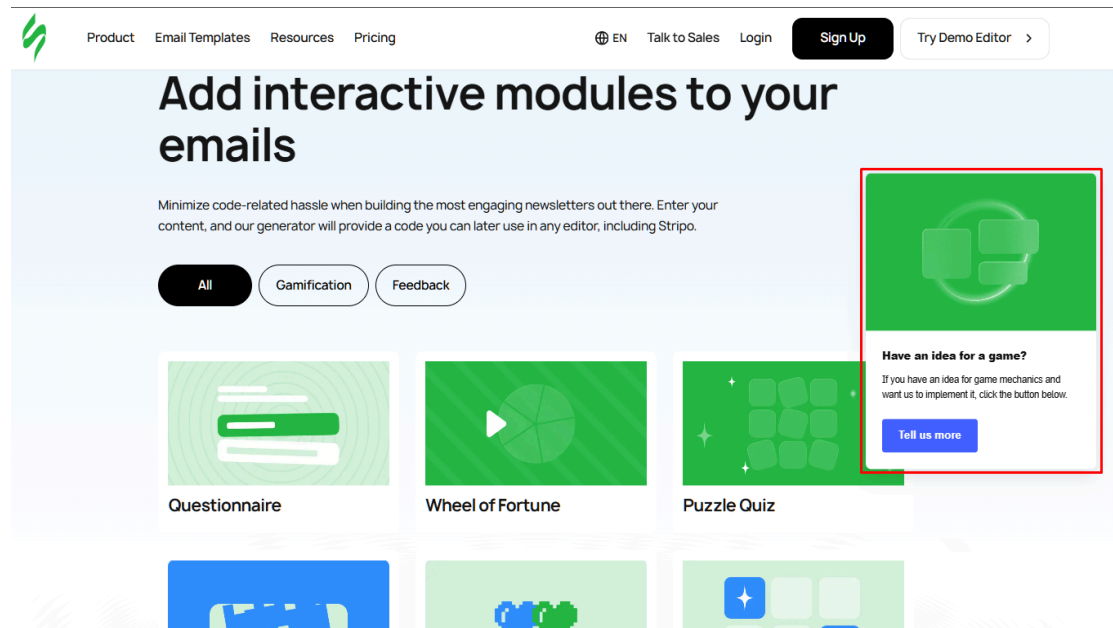 Product Email Templates Resources Pricing EN Talk to Sales Login Sign Up Try Demo Editor
Add interactive modules to your
emails
Minimize code-related hassle when building the most engaging newsletters out there. Enter your
content, and our generator will provide a code you can later use in any editor, including Stripo.
All Gamification Feedback
Have an idea for a game?
If you have an idea for game mechanics and
want us to implement it, click the button below.
Tell us more
Questionnaire Wheel of Fortune Puzzle Quiz